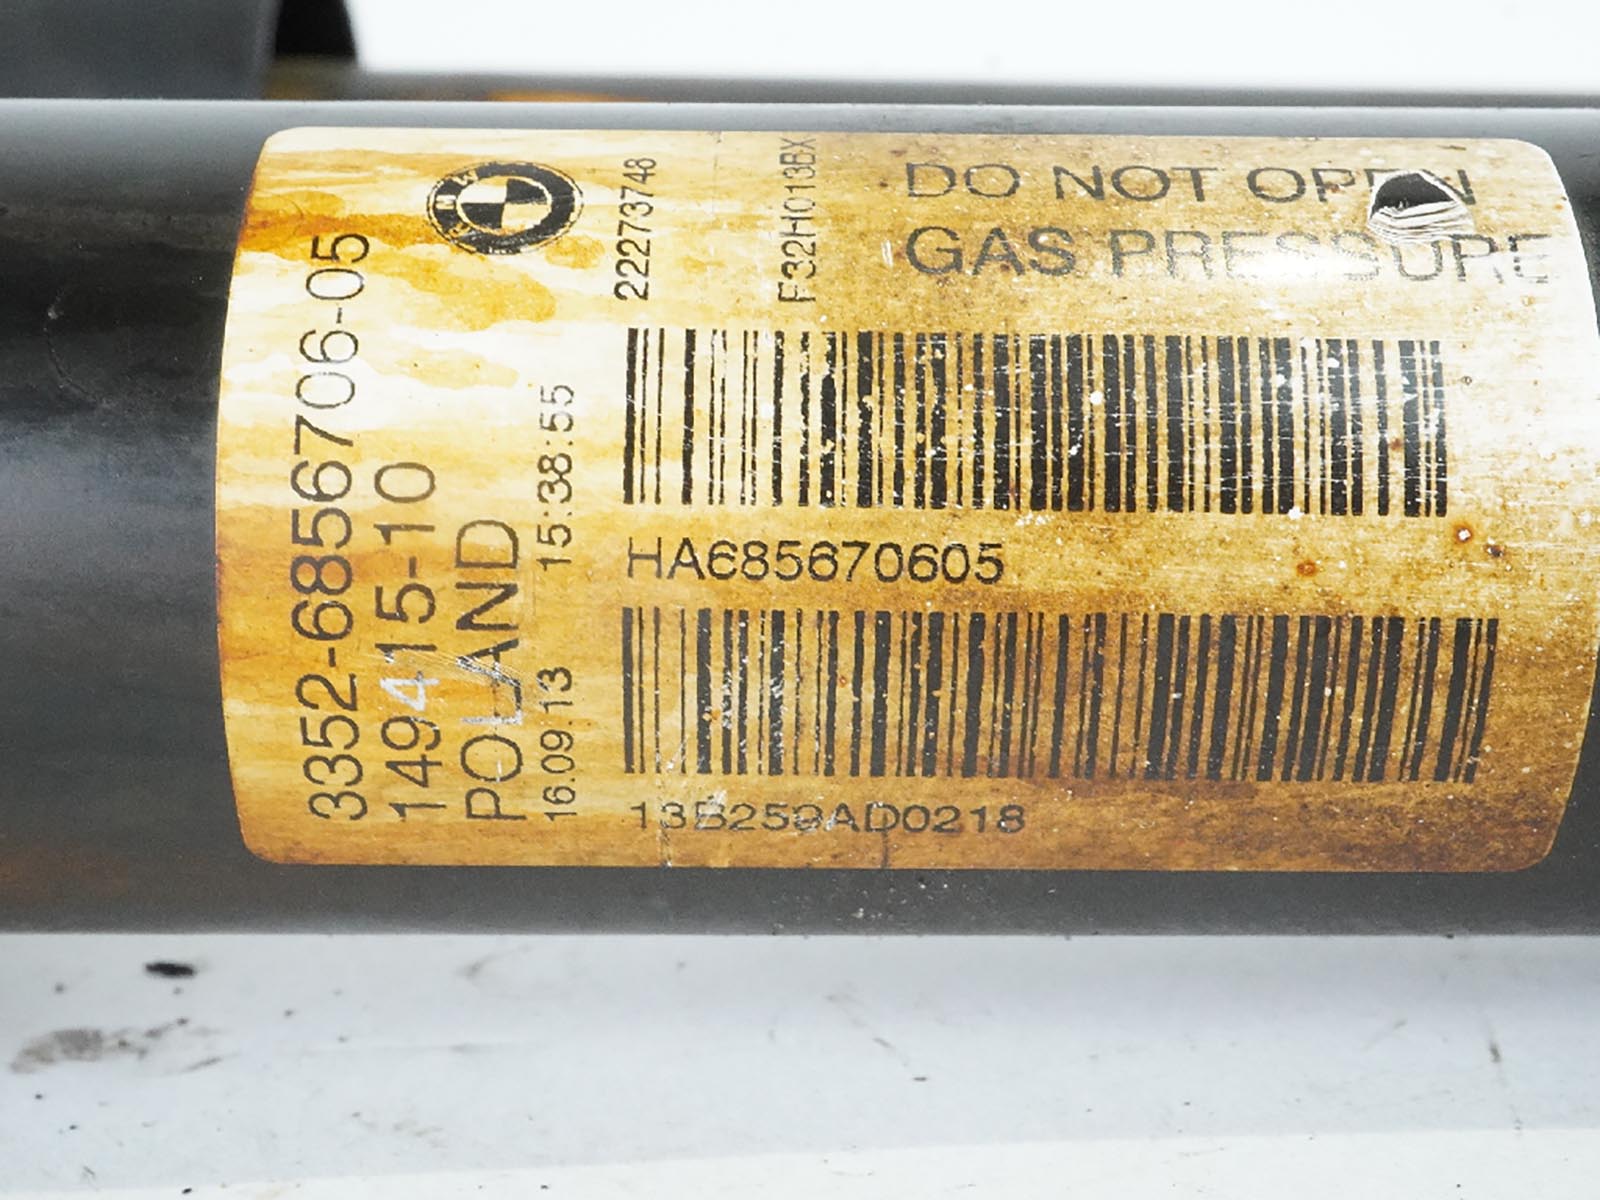 3352-6856706-05
149415-10
POLAND
16.09.13 15:38:55
BMW
22273748
F32H013BX
DO NOT OPEN
GAS PRESSURE
HA685670605
13B259AD0218